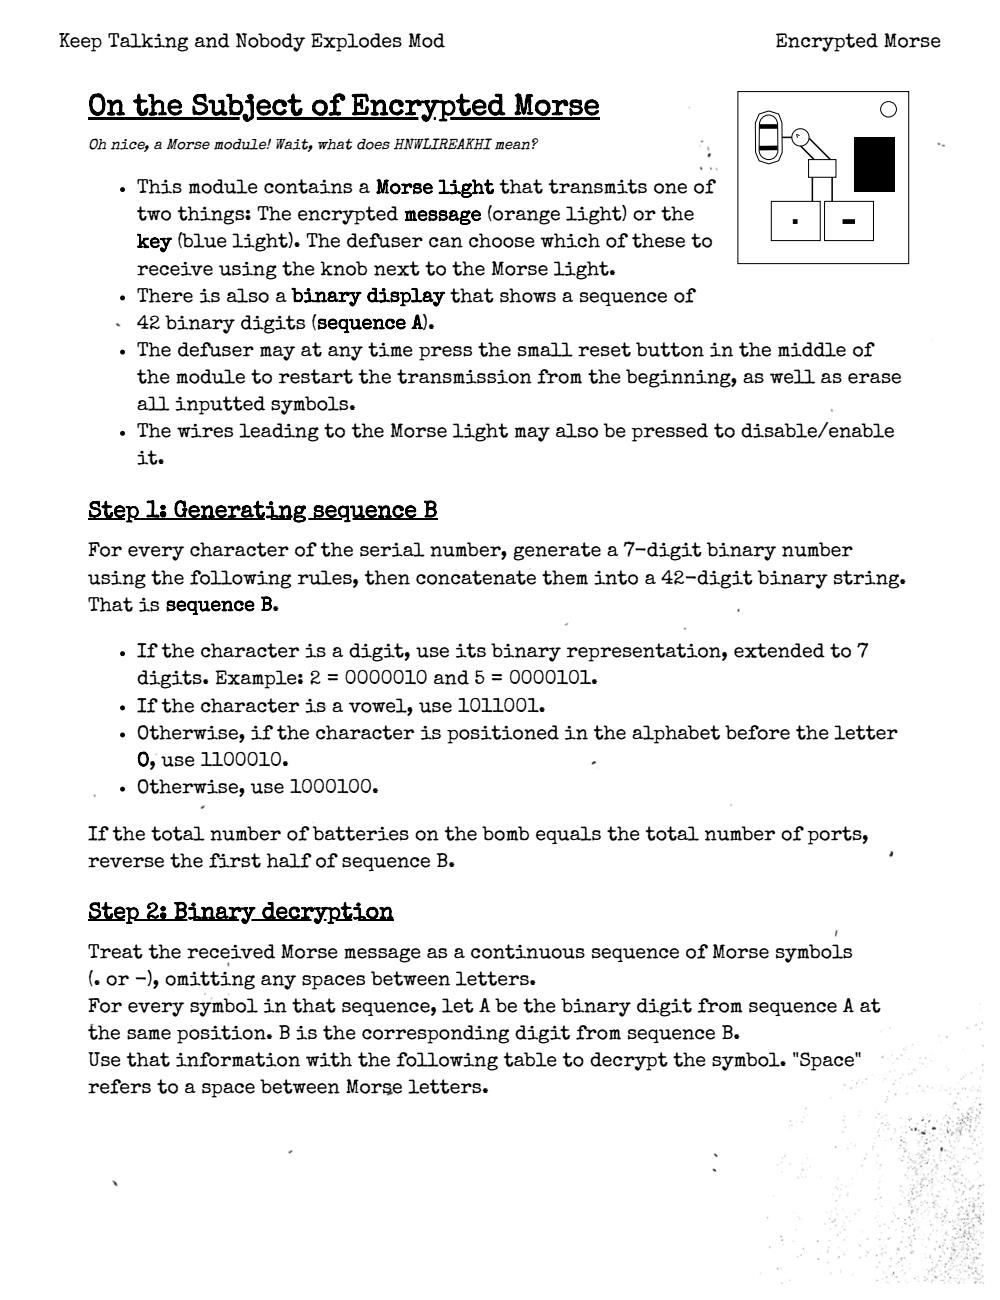 Keep Talking and Nobody Explodes Mod
Encrypted Morse
On the Subject of Encrypted Morse
Oh nice, a Morse module! Wait, what does HNWLIREAKHI mean?
• This module contains a Morse light that transmits one of
two things: The encrypted message (orange light) or the
key (blue light). The defuser can choose which of these to
receive using the knob next to the Morse light.
• There is also a binary display that shows a sequence of
42 binary digits (sequence A).
• The defuser may at any time press the small reset button in the middle of
the module to restart the transmission from the beginning, as well as erase
all inputted symbols.
• The wires leading to the Morse light may also be pressed to disable/enable
it.
Step 1: Generating sequence B
For every character of the serial number, generate a 7-digit binary number
using the following rules, then concatenate them into a 42-digit binary string.
That is sequence B.
• If the character is a digit, use its binary representation, extended to 7
digits. Example: 2 = 0000010 and 5 = 0000101.
• If the character is a vowel, use 1011001.
• Otherwise, if the character is positioned in the alphabet before the letter
O, use 1100010.
• Otherwise, use 1000100.
If the total number of batteries on the bomb equals the total number of ports,
reverse the first half of sequence B.
Step 2: Binary decryption
Treat the received Morse message as a continuous sequence of Morse symbols
(. or -), omitting any spaces between letters.
For every symbol in that sequence, let A be the binary digit from sequence A at
the same position. B is the corresponding digit from sequence B.
Use that information with the following table to decrypt the symbol. "Space"
refers to a space between Morse letters.